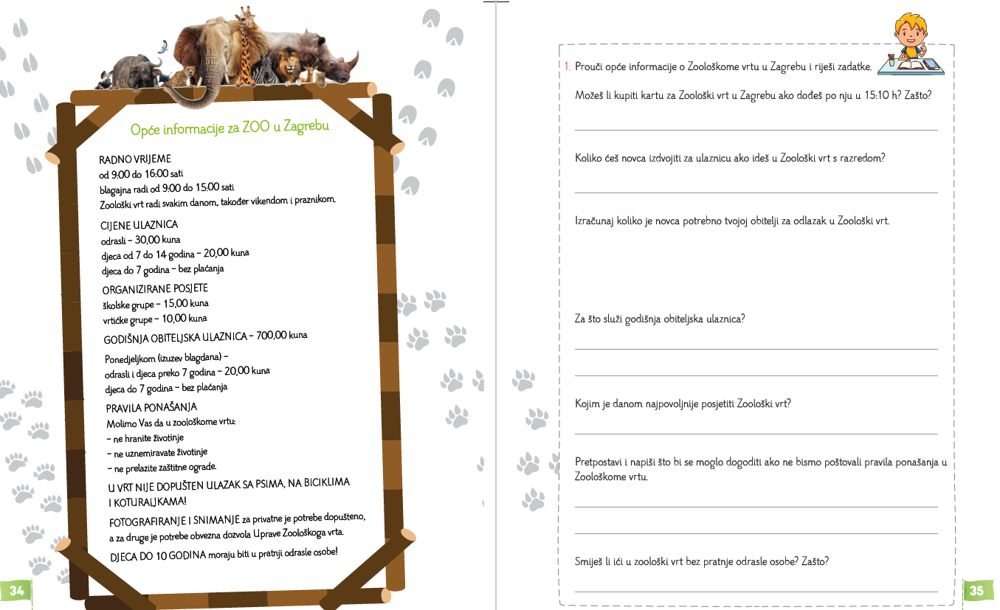 Opće informacije za ZOO u Zagrebu
RADNO VRIJEME
od 9:00 do 16:00 sati
blagajna radi od 9:00 do 15:00 sati
Zoološki vrt radi svakim danom, također vikendom i praznikom.
CIJENE ULAZNICA
odrasli – 30,00 kuna
djeca od 7 do 14 godina – 20,00 kuna
djeca do 7 godina – bez plaćanja
ORGANIZIRANE POSJETE
školske grupe – 15,00 kuna
vrtićke grupe – 10,00 kuna
GODIŠNJA OBITELJSKA ULAZNICA – 700,00 kuna
Ponedjeljkom (izuzev blagdana) –
odrasli i djeca preko 7 godina – 20,00 kuna
djeca do 7 godina – bez plaćanja
PRAVILA PONAŠANJA
Molimo Vas da u zoološkome vrtu:
– ne hranite životinje
– ne uznemiravate životinje
– ne prelazite zaštitne ograde.
U VRT NIJE DOPUŠTEN ULAZAK SA PSIMA, NA BICIKLIMA
I KOTURALJKAMA!
FOTOGRAFIRANJE I SNIMANJE za privatne je potrebe dopušteno,
a za druge je potrebe obvezna dozvola Uprave Zoološkoga vrta.
DJECA DO 10 GODINA moraju biti u pratnji odrasle osobe!
34
1. Prouči opće informacije o Zoološkome vrtu u Zagrebu i riješi zadatke.
Možeš li kupiti kartu za Zoološki vrt u Zagrebu ako dođeš po nju u 15:10 h? Zašto?
Koliko ćeš novca izdvojiti za ulaznicu ako ideš u Zoološki vrt s razredom?
Izračunaj koliko je novca potrebno tvojoj obitelji za odlazak u Zoološki vrt.
Za što služi godišnja obiteljska ulaznica?
Kojim je danom najpovoljnije posjetiti Zoološki vrt?
Pretpostavi i napiši što bi se moglo dogoditi ako ne bismo poštovali pravila ponašanja u
Zoološkome vrtu.
Smiješ li ići u zoološki vrt bez pratnje odrasle osobe? Zašto?
35